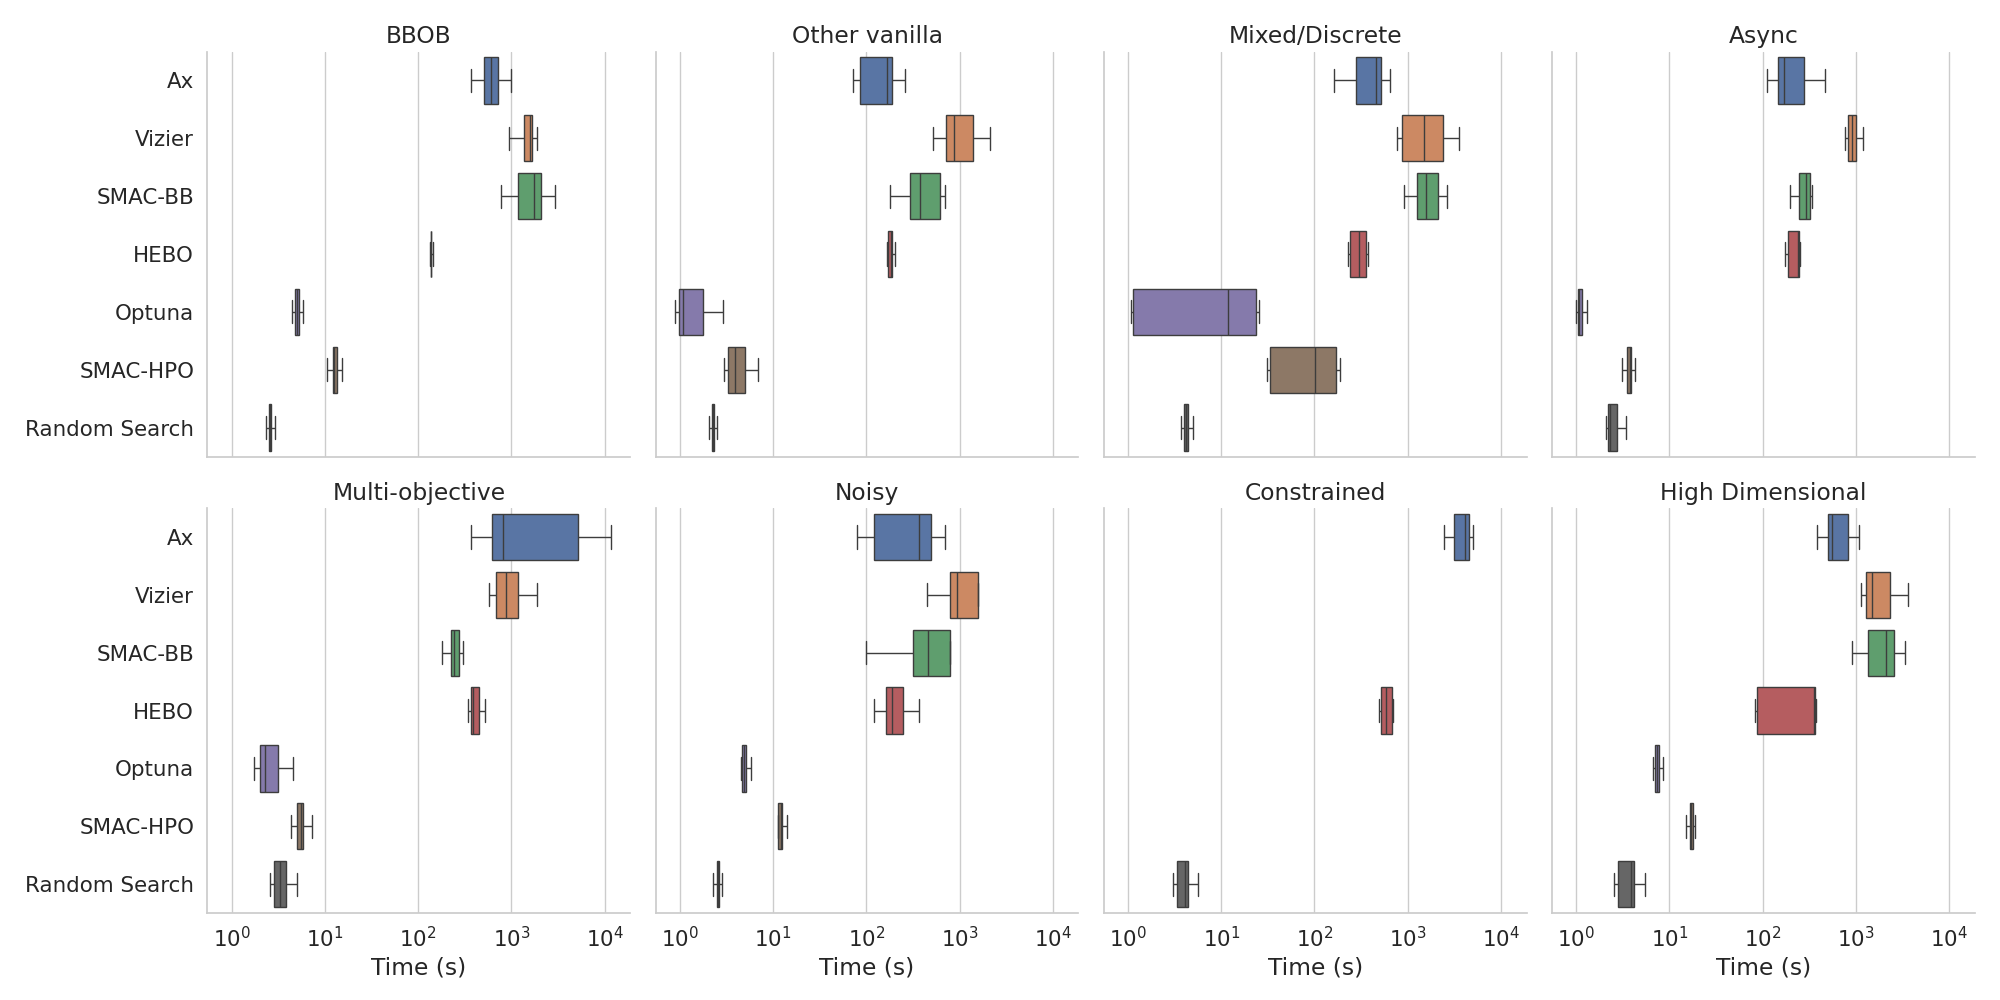 BBOB
Other vanilla
Mixed/Discrete
Async
Ax
Vizier
SMAC-BB
HEBO
Optuna
SMAC-HPO
Random Search
Multi-objective
Noisy
Constrained
High Dimensional
Ax
Vizier
SMAC-BB
HEBO
Optuna
SMAC-HPO
Random Search
10⁰ 10¹ 10² 10³ 10⁴
10⁰ 10¹ 10² 10³ 10⁴
10⁰ 10¹ 10² 10³ 10⁴
10⁰ 10¹ 10² 10³ 10⁴
Time (s)
Time (s)
Time (s)
Time (s)